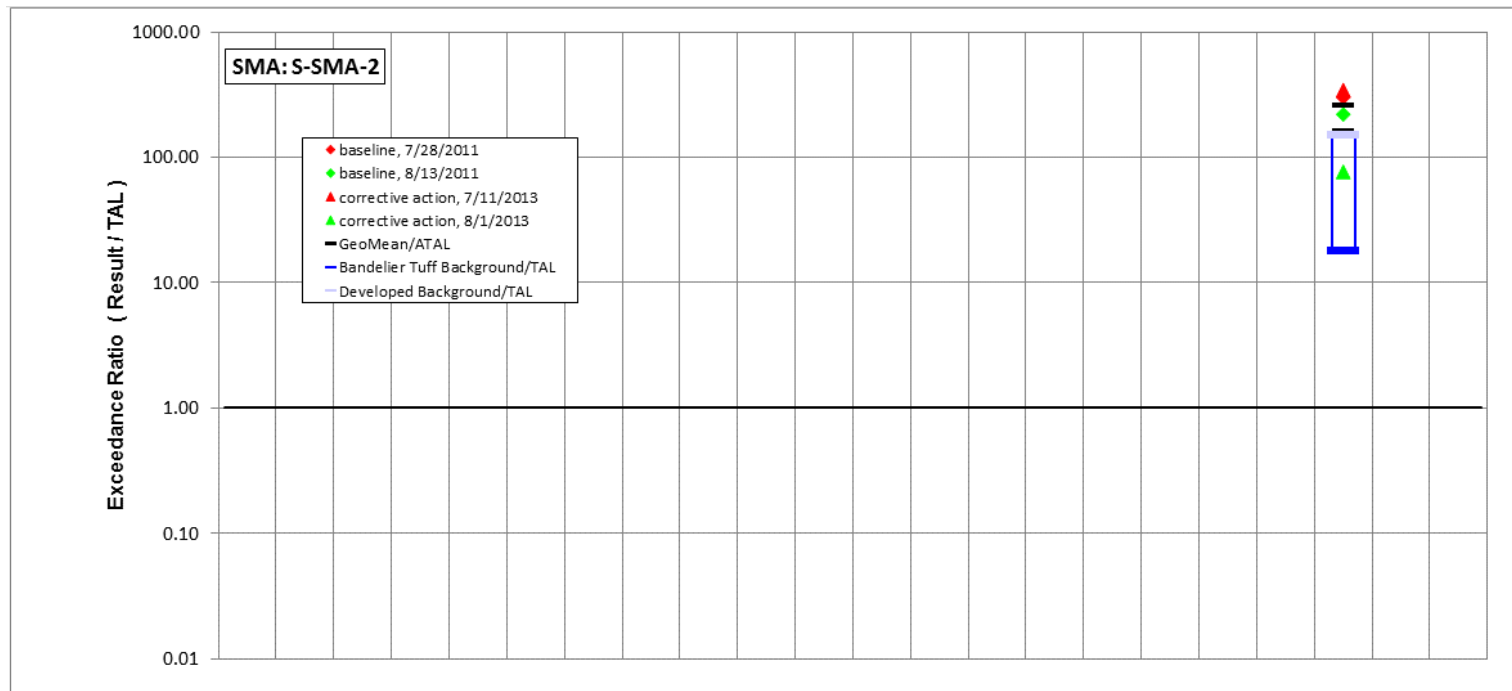 1000.00
SMA: S-SMA-2
baseline, 7/28/2011
baseline, 8/13/2011
corrective action, 7/11/2013
corrective action, 8/1/2013
GeoMean/ATAL
Bandelier Tuff Background/TAL
Developed Background/TAL
100.00
10.00
1.00
0.10
0.01
Exceedance Ratio ( Result / TAL )